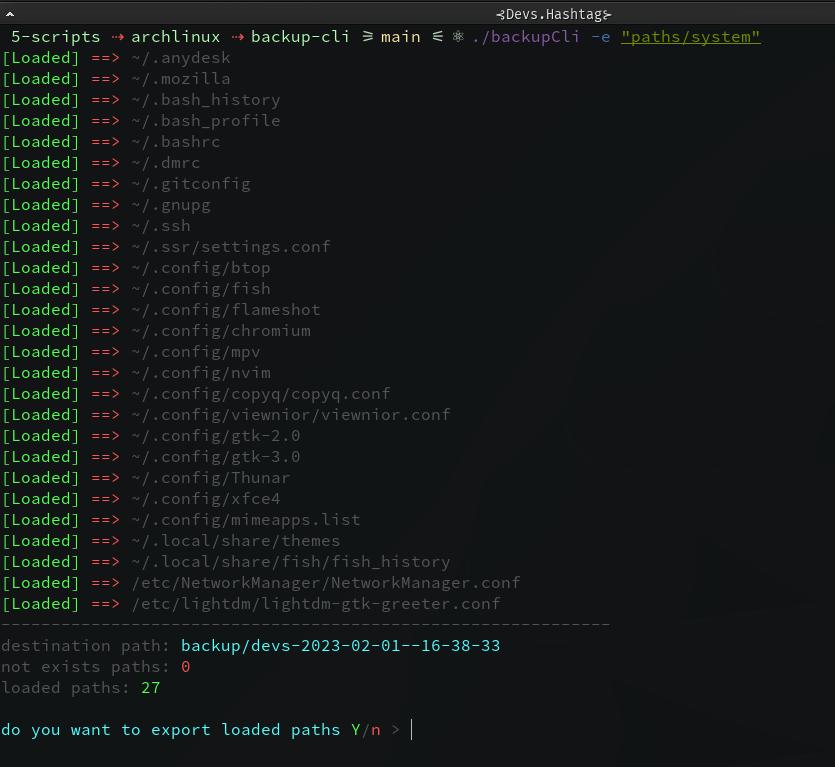 ⊰Devs.Hashtag⊱
5-scripts ⇢ archlinux ⇢ backup-cli ⚞ main ⚟ ⚛ ./backupCli -e "paths/system"
[Loaded] ==> ~/.anydesk
[Loaded] ==> ~/.mozilla
[Loaded] ==> ~/.bash_history
[Loaded] ==> ~/.bash_profile
[Loaded] ==> ~/.bashrc
[Loaded] ==> ~/.dmrc
[Loaded] ==> ~/.gitconfig
[Loaded] ==> ~/.gnupg
[Loaded] ==> ~/.ssh
[Loaded] ==> ~/.ssr/settings.conf
[Loaded] ==> ~/.config/btop
[Loaded] ==> ~/.config/fish
[Loaded] ==> ~/.config/flameshot
[Loaded] ==> ~/.config/chromium
[Loaded] ==> ~/.config/mpv
[Loaded] ==> ~/.config/nvim
[Loaded] ==> ~/.config/copyq/copyq.conf
[Loaded] ==> ~/.config/viewnior/viewnior.conf
[Loaded] ==> ~/.config/gtk-2.0
[Loaded] ==> ~/.config/gtk-3.0
[Loaded] ==> ~/.config/Thunar
[Loaded] ==> ~/.config/xfce4
[Loaded] ==> ~/.config/mimeapps.list
[Loaded] ==> ~/.local/share/themes
[Loaded] ==> ~/.local/share/fish/fish_history
[Loaded] ==> /etc/NetworkManager/NetworkManager.conf
[Loaded] ==> /etc/lightdm/lightdm-gtk-greeter.conf
-------------------------------------------------------------
destination path: backup/devs-2023-02-01--16-38-33
not exists paths: 0
loaded paths: 27
do you want to export loaded paths Y/n >